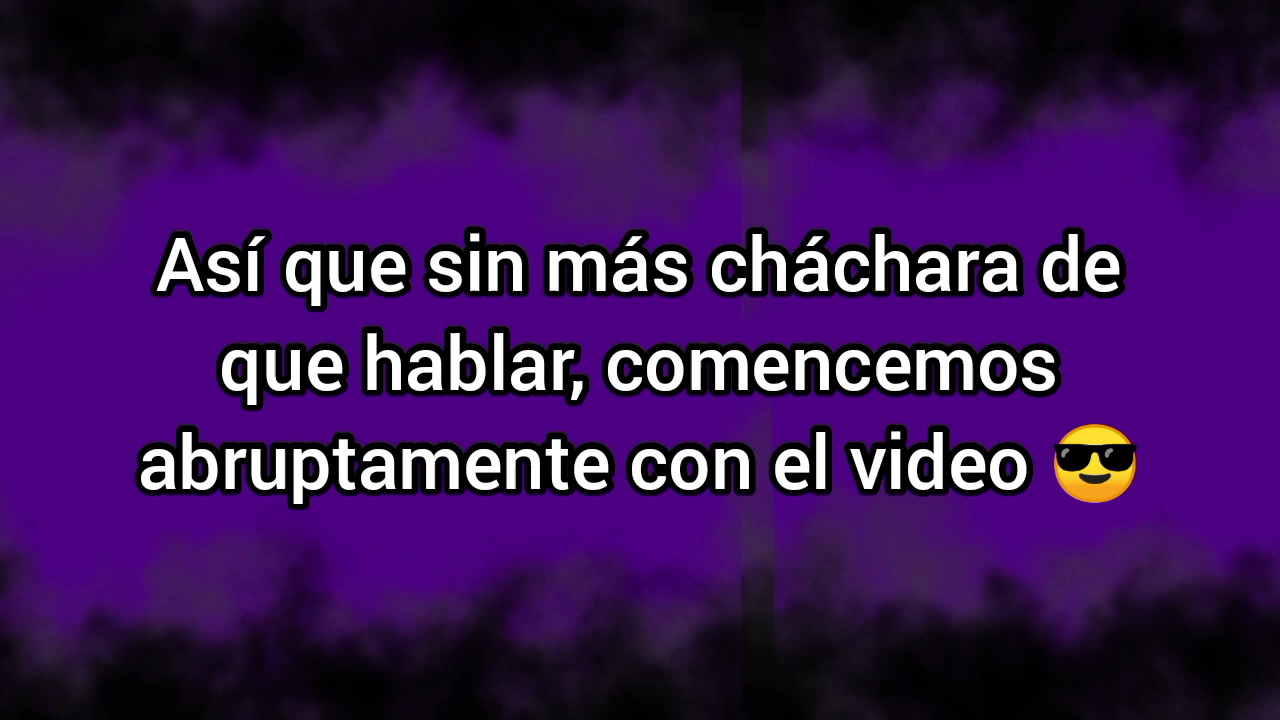 Así que sin más cháchara de
que hablar, comencemos
abruptamente con el video 😎